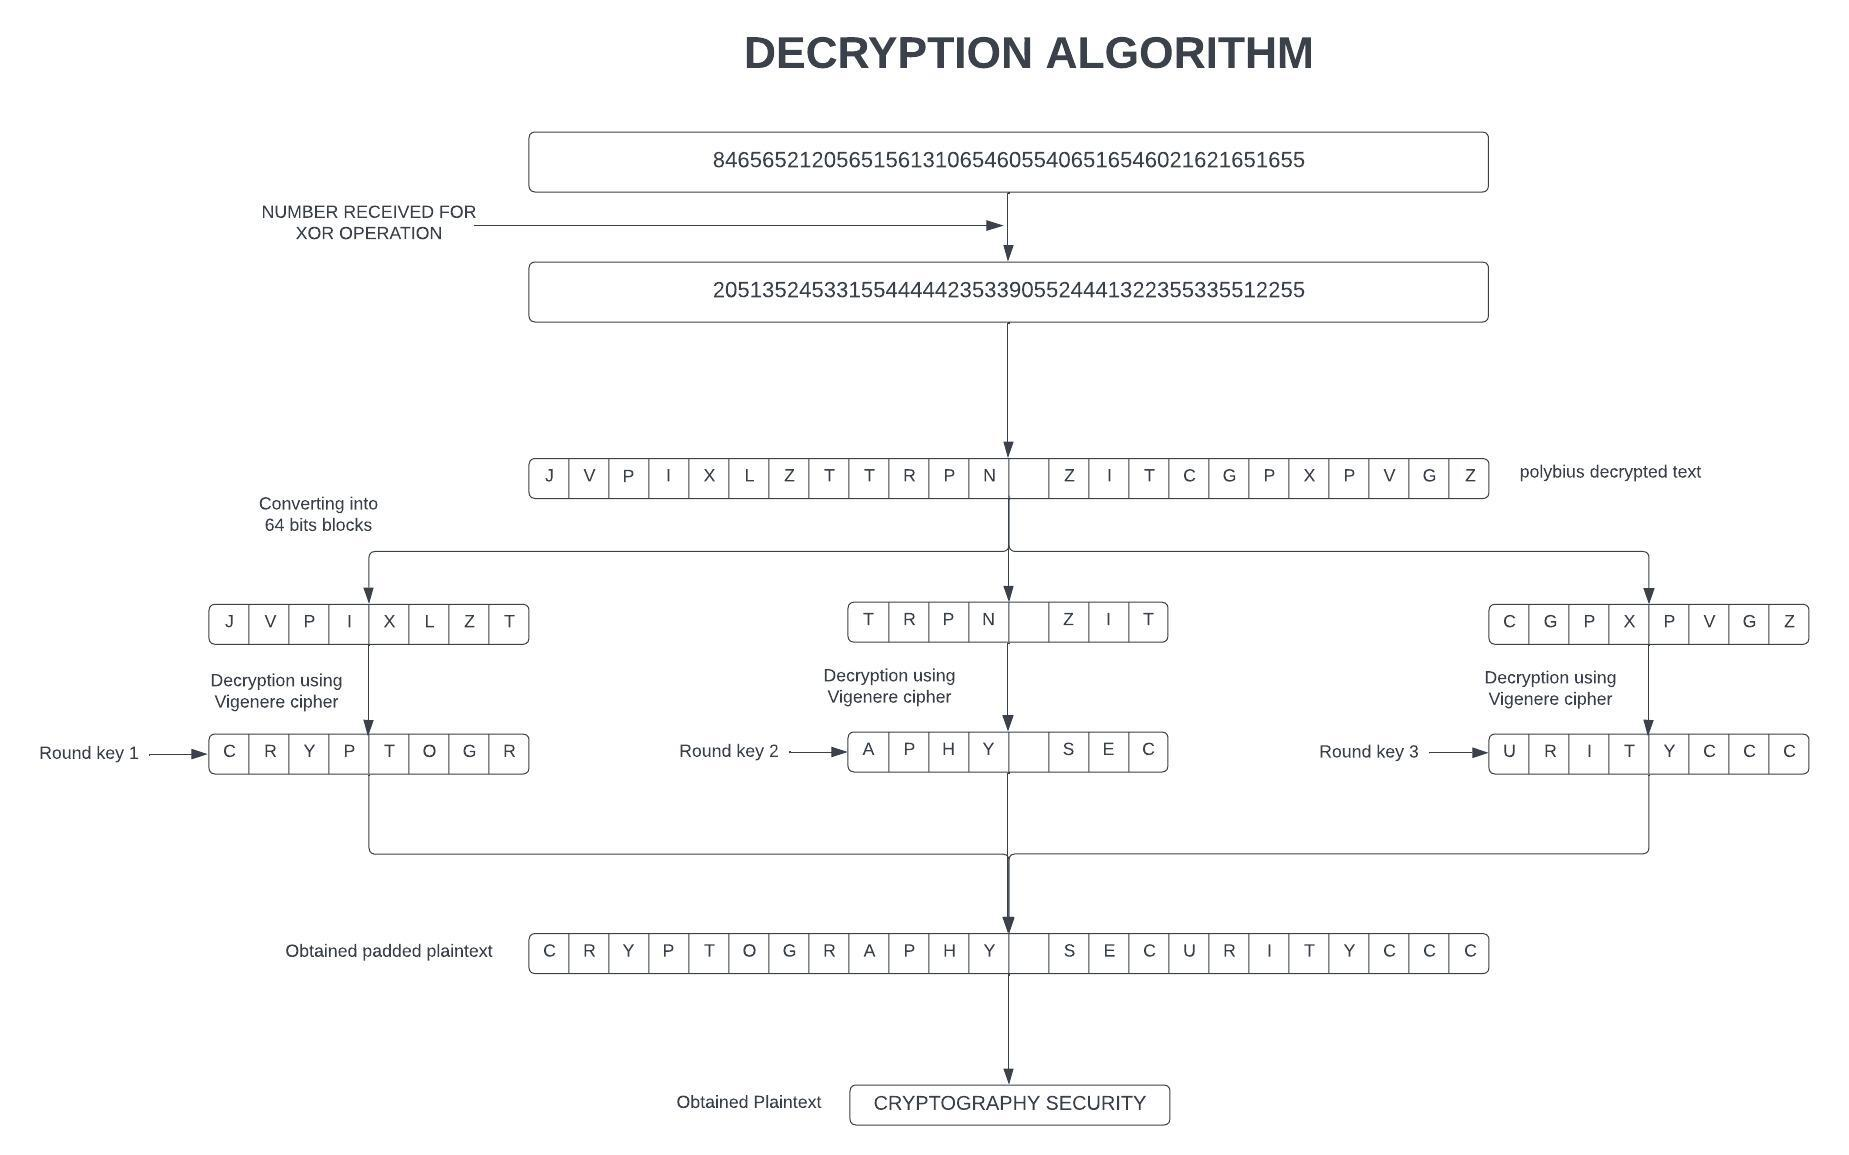 DECRYPTION ALGORITHM
846565212056515613106546055406516546021621651655
NUMBER RECEIVED FOR
XOR OPERATION
205135245331554444423533905524441322355335512255
J V P I X L Z T T R P N Z I T C G P X P V G Z
polybius decrypted text
Converting into
64 bits blocks
J V P I X L Z T
T R P N Z I T
C G P X P V G Z
Decryption using
Vigenere cipher
Decryption using
Vigenere cipher
Decryption using
Vigenere cipher
Round key 1
C R Y P T O G R
Round key 2
A P H Y S E C
Round key 3
U R I T Y C C C
Obtained padded plaintext
C R Y P T O G R A P H Y S E C U R I T Y C C C
Obtained Plaintext
CRYPTOGRAPHY SECURITY